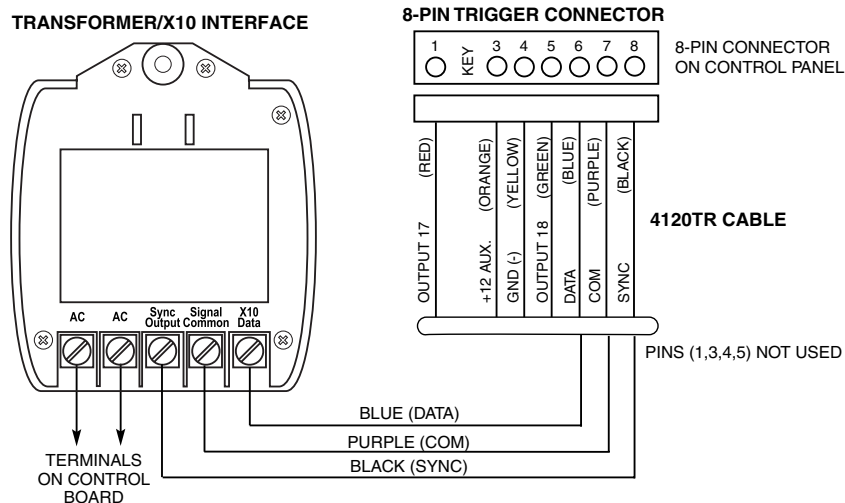 TRANSFORMER/X10 INTERFACE
8-PIN TRIGGER CONNECTOR
1
KEY
3
4
5
6
7
8
8-PIN CONNECTOR
ON CONTROL PANEL
(RED)
(ORANGE)
(YELLOW)
(GREEN)
(BLUE)
(PURPLE)
(BLACK)
4120TR CABLE
OUTPUT 17
+12 AUX.
GND (-)
OUTPUT 18
DATA
COM
SYNC
AC
AC
Sync
Output
Signal
Common
X10
Data
PINS (1,3,4,5) NOT USED
BLUE (DATA)
PURPLE (COM)
BLACK (SYNC)
TERMINALS
ON CONTROL
BOARD